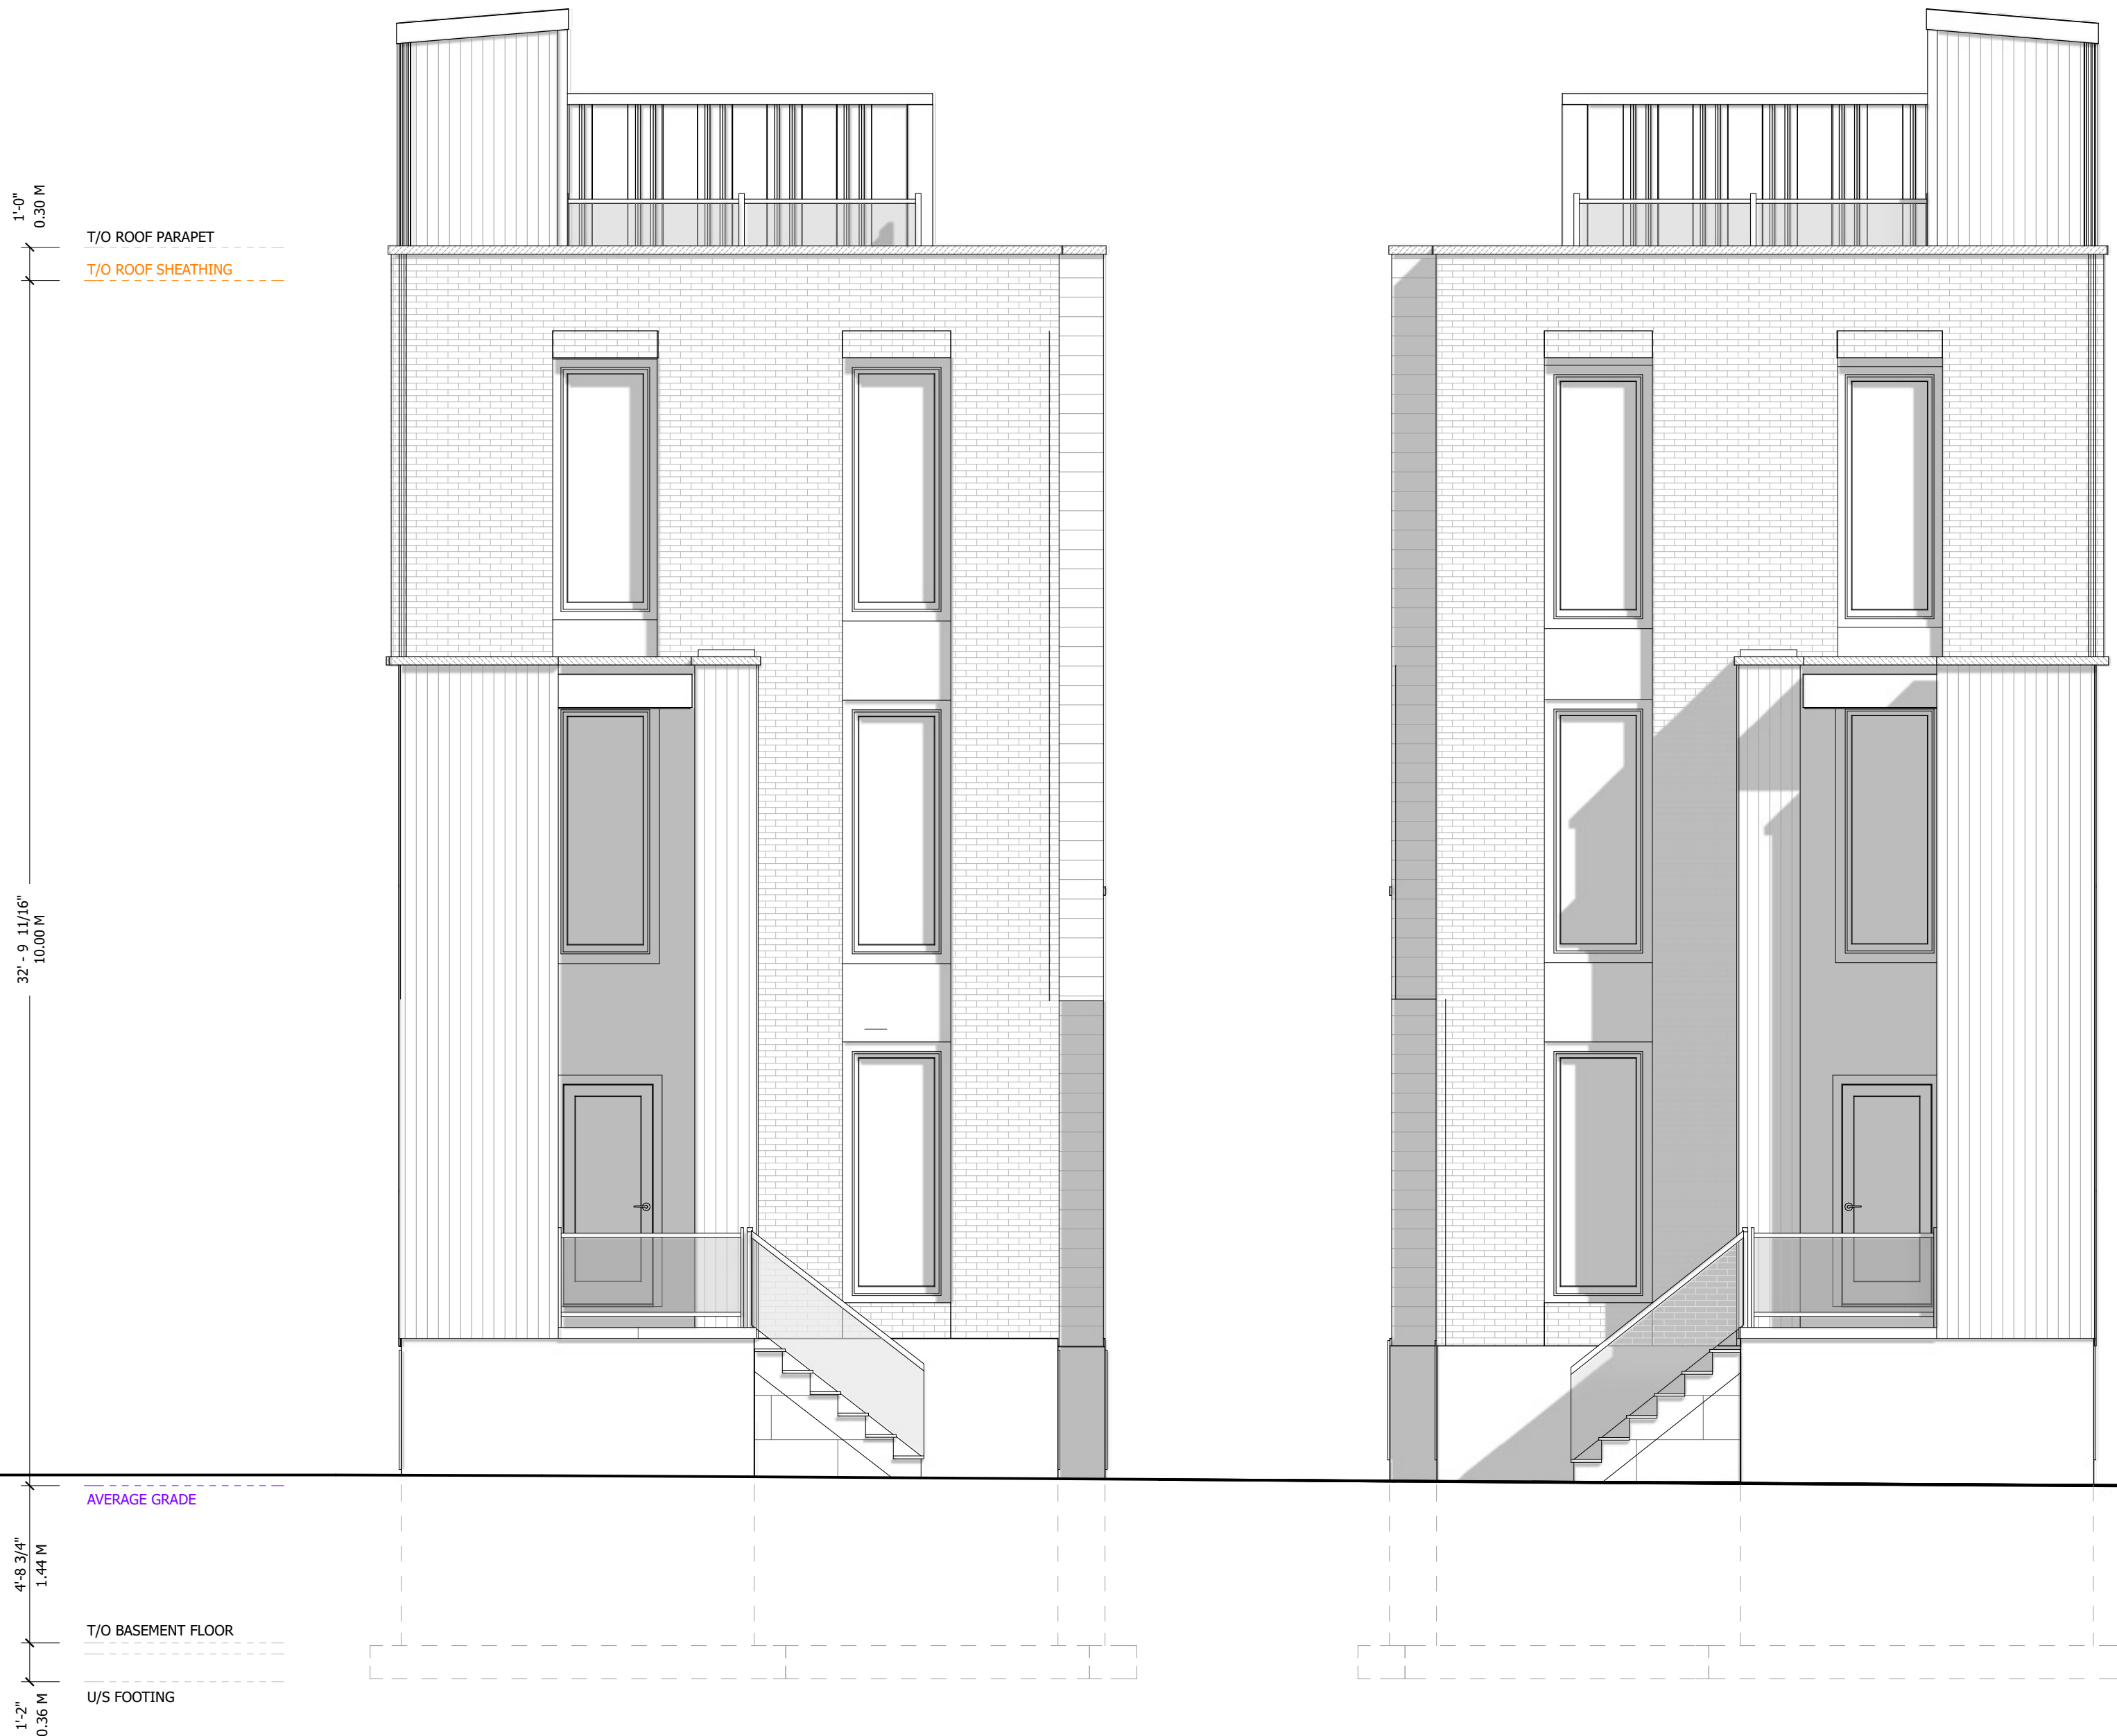 1'-0"
0.30 M
T/O ROOF PARAPET
T/O ROOF SHEATHING
32' - 9 11/16"
10.00 M
AVERAGE GRADE
4'-8 3/4"
1.44 M
T/O BASEMENT FLOOR
U/S FOOTING
1'-2"
0.36 M